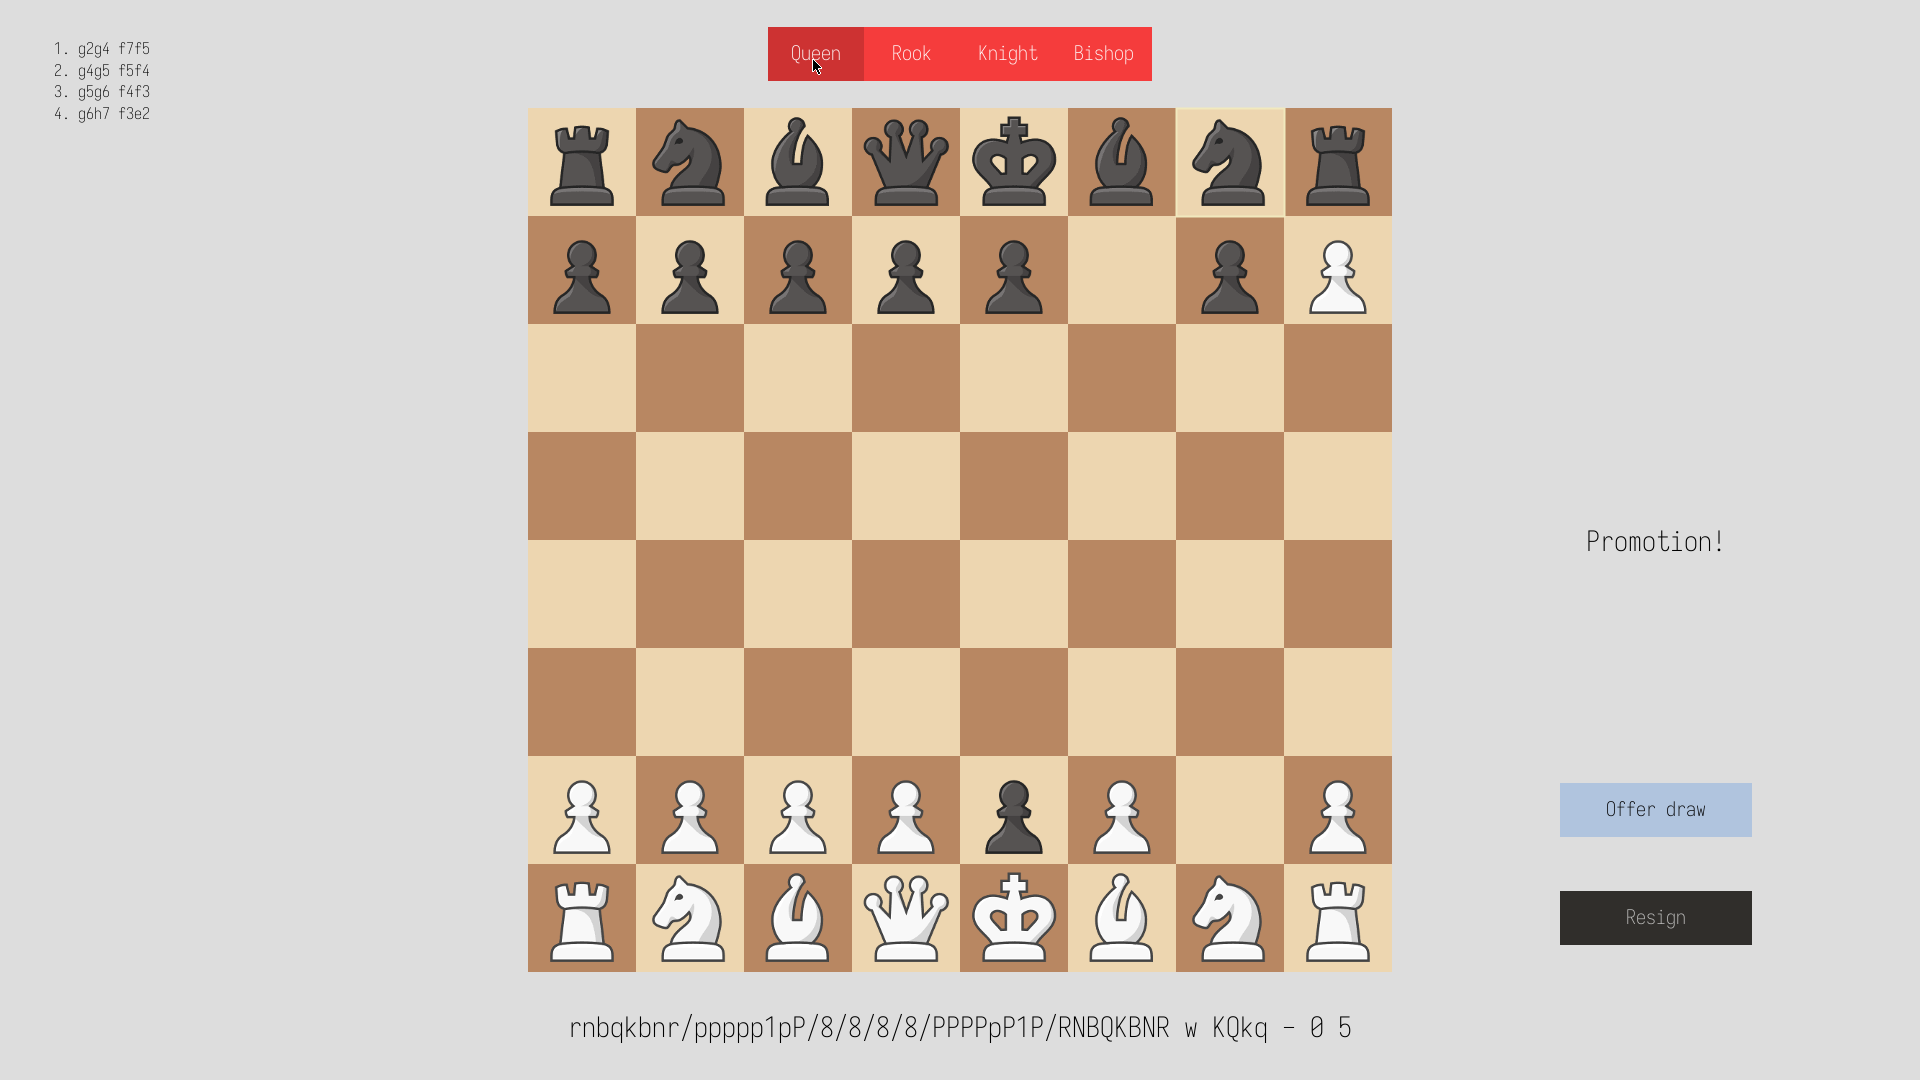 1. g2g4 f7f5
2. g4g5 f5f4
3. g5g6 f4f3
4. g6h7 f3e2
Queen Rook Knight Bishop
Promotion!
Offer draw
Resign
rnbqkbnr/ppppp1pP/8/8/8/8/PPPPpP1P/RNBQKBNR w KQkq - 0 5